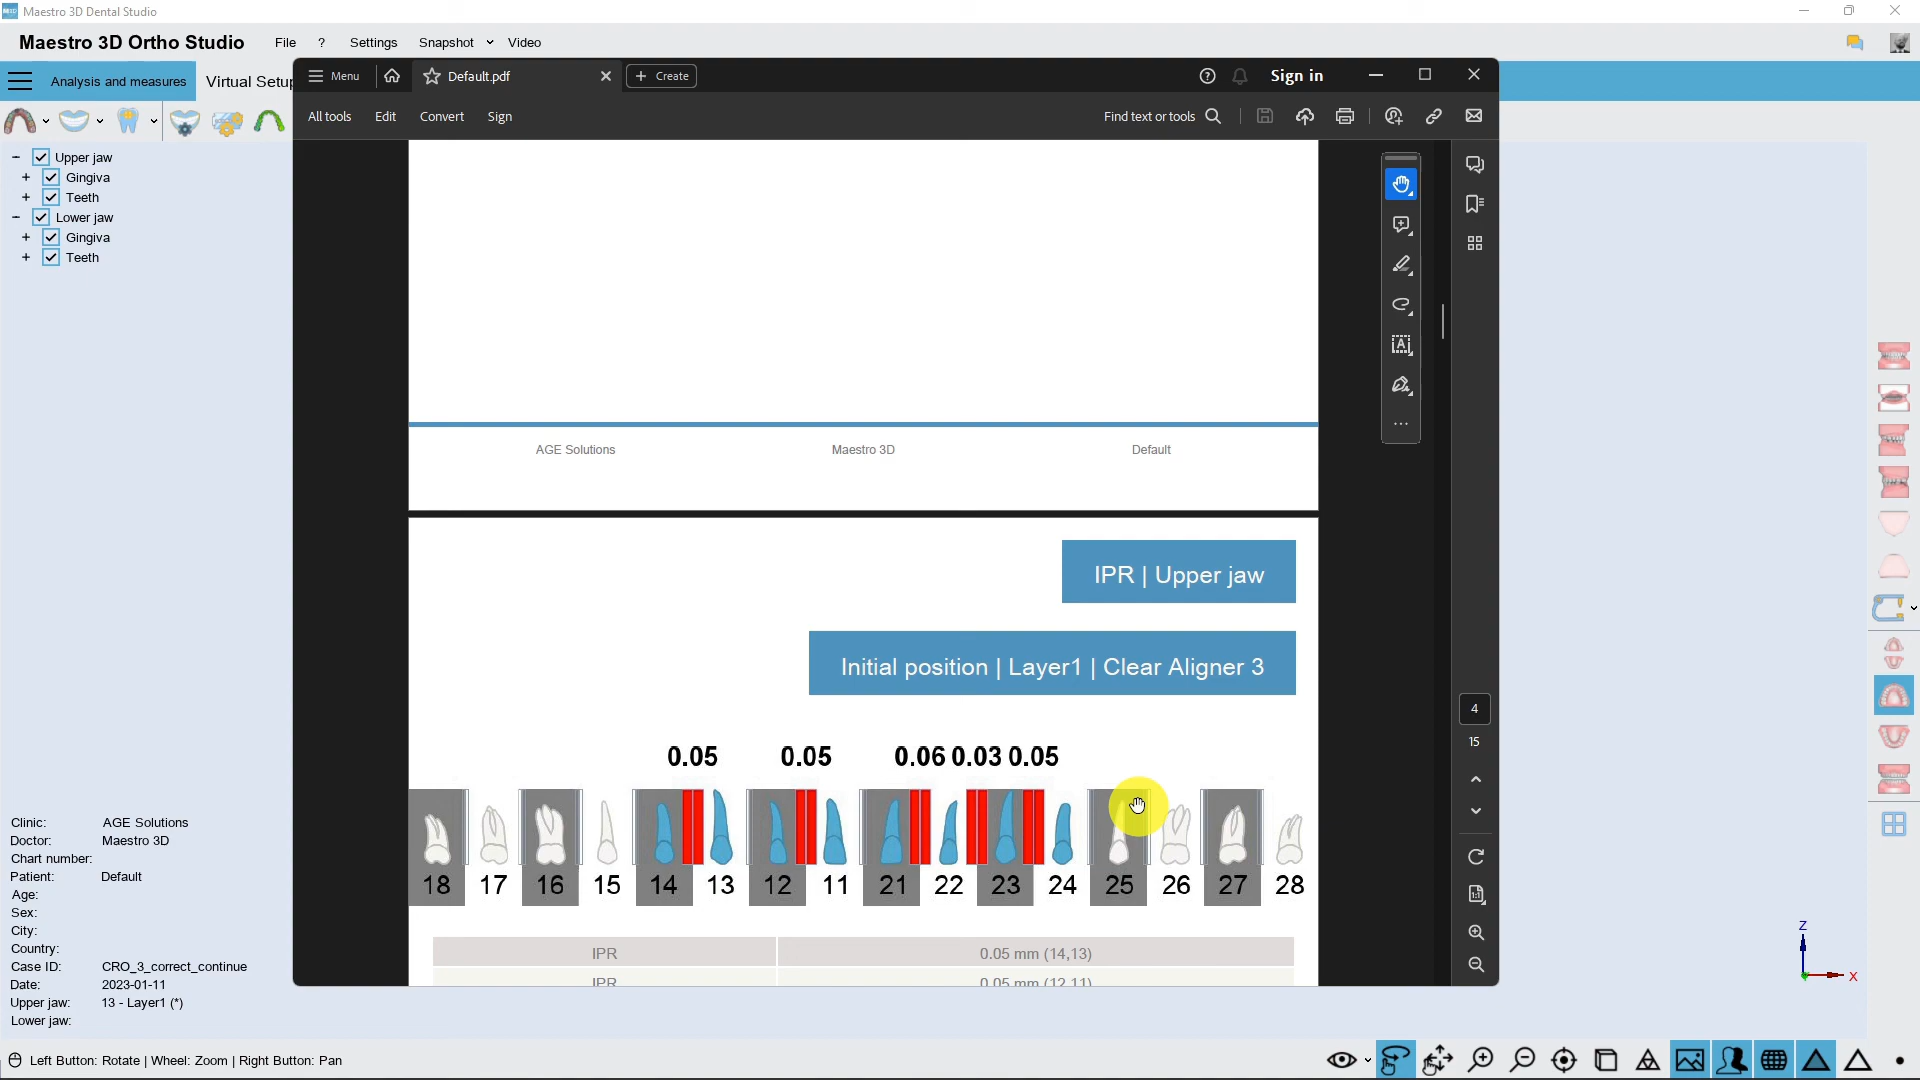 Maestro 3D Dental Studio
Maestro 3D Ortho Studio File ? Settings Snapshot Video
Analysis and measures Virtual Setup
Menu Default.pdf Create Sign in
All tools Edit Convert Sign Find text or tools
Upper jaw
Gingiva
Teeth
Lower jaw
Gingiva
Teeth
AGE Solutions Maestro 3D Default
IPR | Upper jaw
Initial position | Layer1 | Clear Aligner 3
0.05 0.05 0.06 0.03 0.05
18 17 16 15 14 13 12 11 21 22 23 24 25 26 27 28
IPR 0.05 mm (14,13)
IPR 0.05 mm (12,11)
4
15
Clinic: AGE Solutions
Doctor: Maestro 3D
Chart number:
Patient: Default
Age:
Sex:
City:
Country:
Case ID: CRO_3_correct_continue
Date: 2023-01-11
Upper jaw: 13 - Layer1 (*)
Lower jaw:
Z
X
Left Button: Rotate | Wheel: Zoom | Right Button: Pan